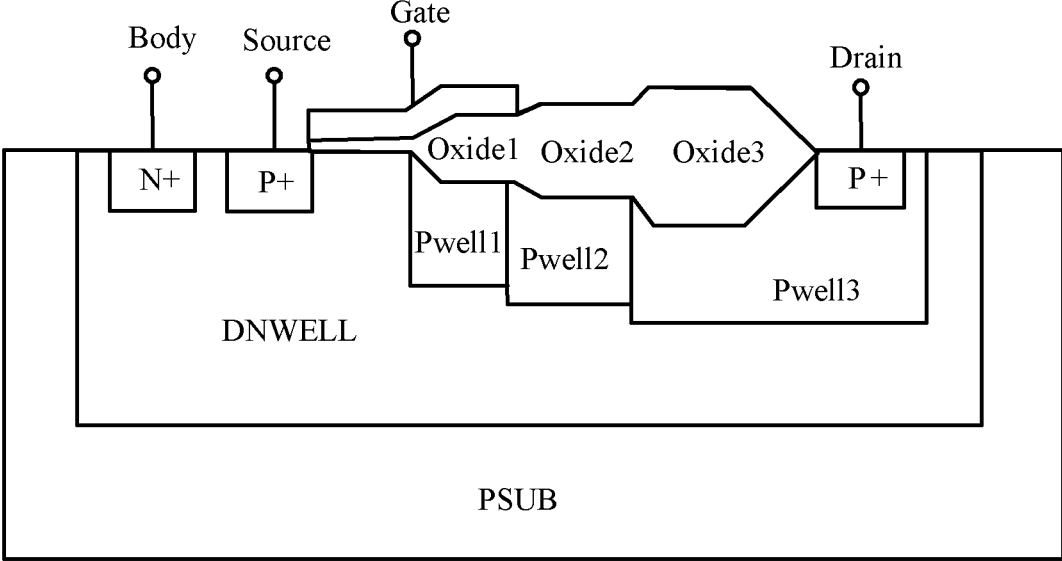 Gate
Body
Source
Drain
Oxide1
Oxide2
Oxide3
N+
P+
P+
Pwell1
Pwell2
Pwell3
DNWELL
PSUB